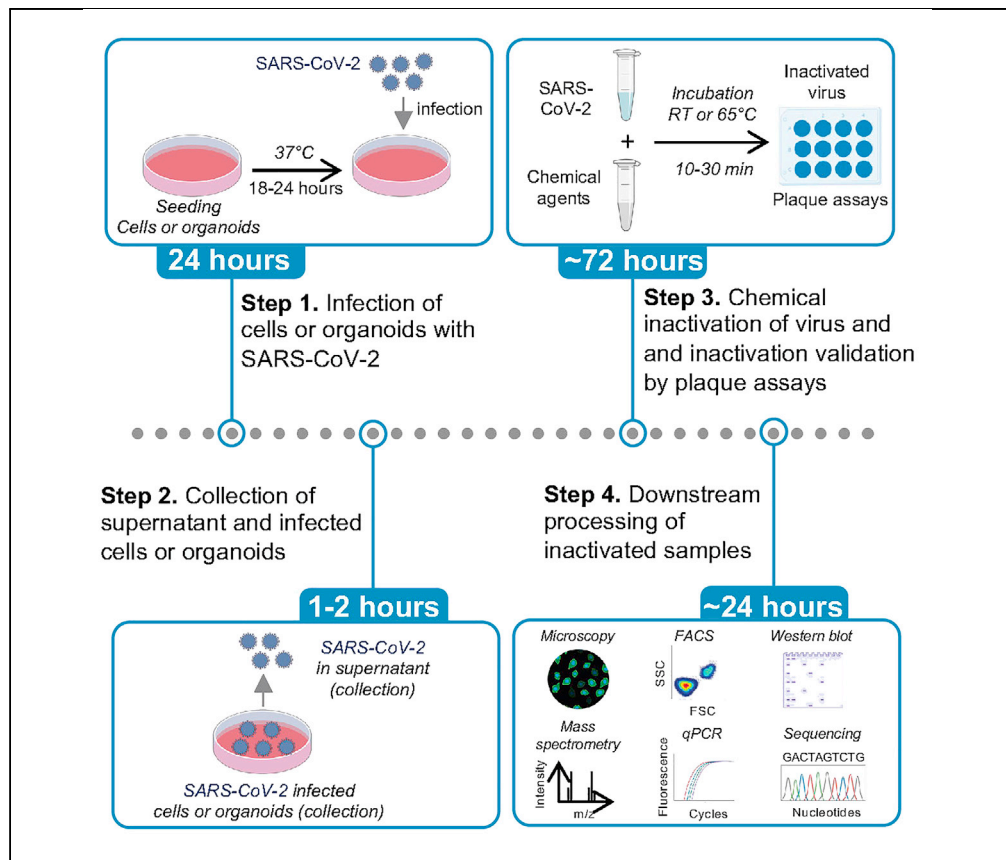 SARS-CoV-2
infection
37°C
18-24 hours
Seeding
Cells or organoids
24 hours
Step 1. Infection of
cells or organoids with
SARS-CoV-2
Step 2. Collection of
supernatant and infected
cells or organoids
1-2 hours
SARS-CoV-2
in supernatant
(collection)
SARS-CoV-2 infected
cells or organoids (collection)
SARS-
CoV-2
+
Chemical
agents
Incubation
RT or 65°C
10-30 min
Inactivated
virus
Plaque assays
~72 hours
Step 3. Chemical
inactivation of virus and
and inactivation validation
by plaque assays
Step 4. Downstream
processing of
inactivated samples
~24 hours
Microscopy
FACS
SSC
FSC
Western blot
Mass
spectrometry
Intensity
m/z
qPCR
Fluorescence
Cycles
Sequencing
GACTAGTCTG
Nucleotides